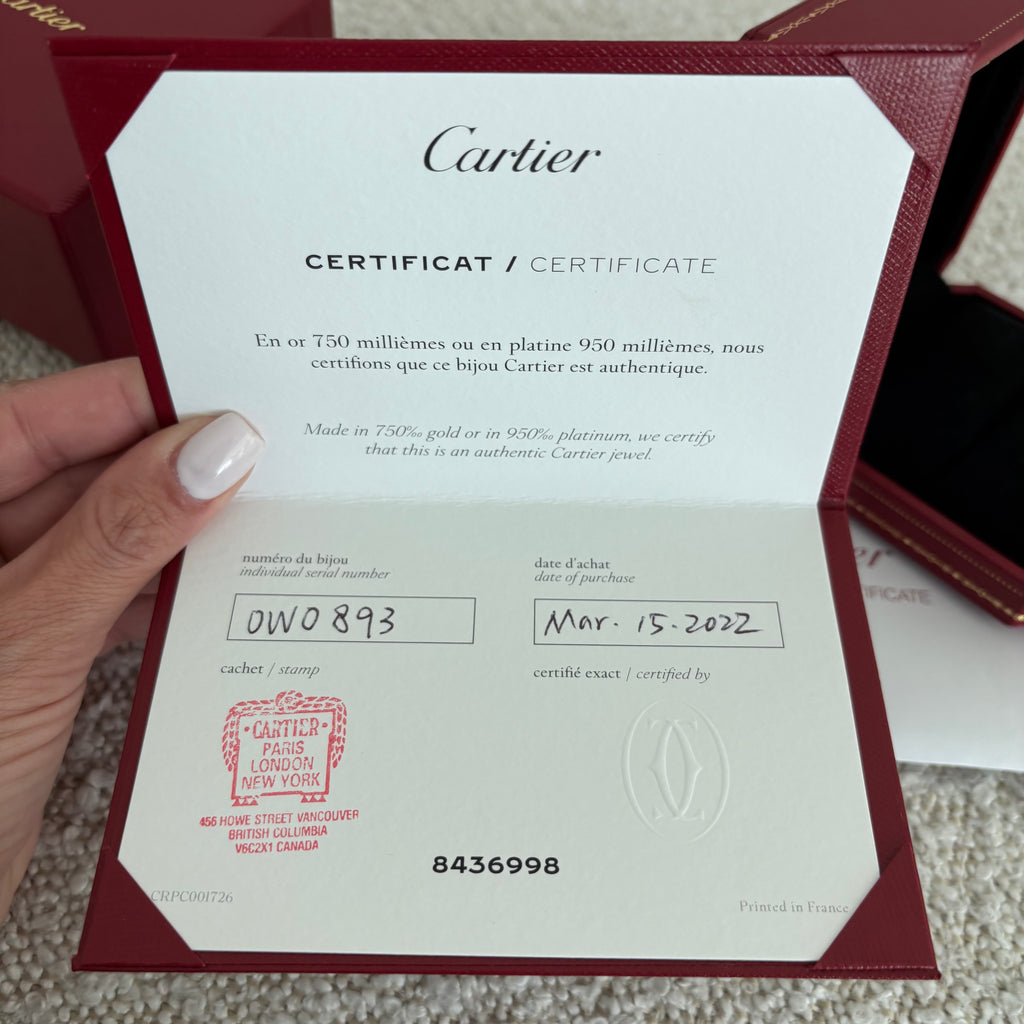 Cartier
CERTIFICAT / CERTIFICATE
En or 750 millièmes ou en platine 950 millièmes, nous
certifions que ce bijou Cartier est authentique.
Made in 750‰ gold or in 950‰ platinum, we certify
that this is an authentic Cartier jewel.
numéro du bijou
individual serial number
OWO893
date d'achat
date of purchase
Mar. 15. 2022
cachet / stamp
certifié exact / certified by
CARTIER
PARIS
LONDON
NEW YORK
456 HOWE STREET VANCOUVER
BRITISH COLUMBIA
V6C2X1 CANADA
8436998
CRPC001726
Printed in France